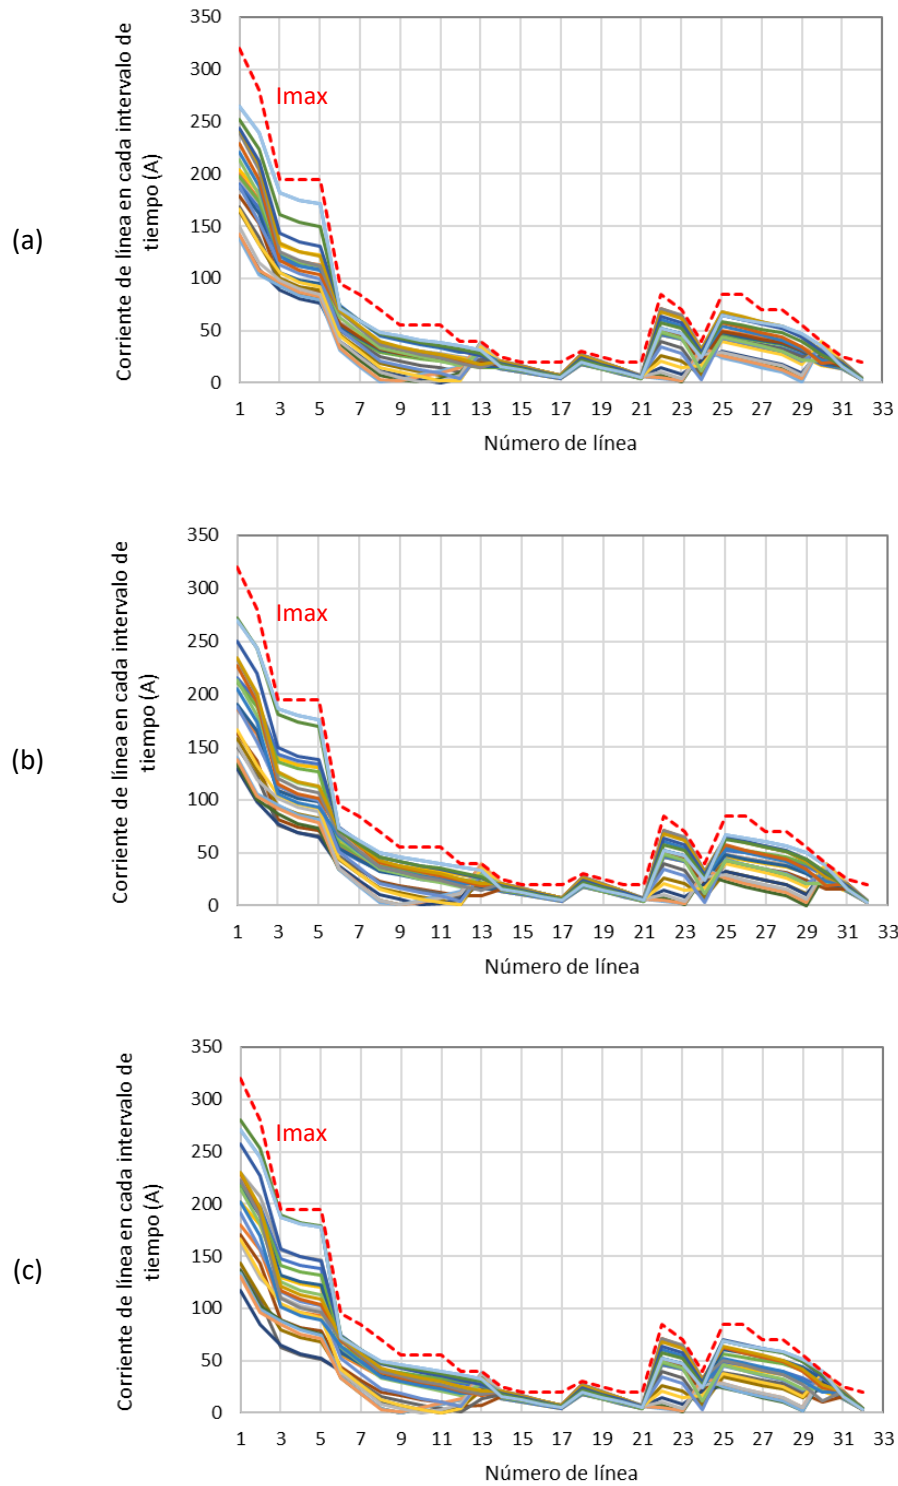 (a)
Corriente de línea en cada intervalo de
tiempo (A)
350
300
250
200
150
100
50
0
Imax
1 3 5 7 9 11 13 15 17 19 21 23 25 27 29 31 33
Número de línea
(b)
Corriente de línea en cada intervalo de
tiempo (A)
350
300
250
200
150
100
50
0
Imax
1 3 5 7 9 11 13 15 17 19 21 23 25 27 29 31 33
Número de línea
(c)
Corriente de línea en cada intervalo de
tiempo (A)
350
300
250
200
150
100
50
0
Imax
1 3 5 7 9 11 13 15 17 19 21 23 25 27 29 31 33
Número de línea